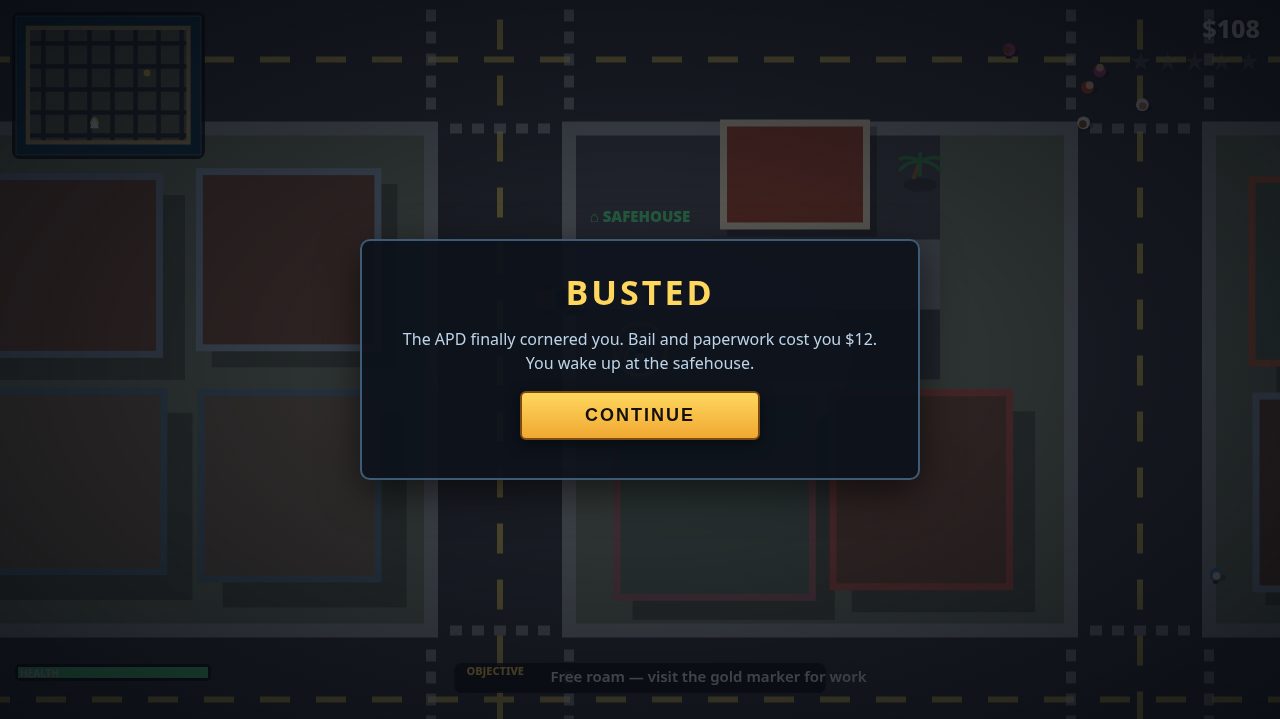 $108
⌂ SAFEHOUSE
BUSTED
The APD finally cornered you. Bail and paperwork cost you $12.
You wake up at the safehouse.
CONTINUE
HEALTH
OBJECTIVE
Free roam — visit the gold marker for work